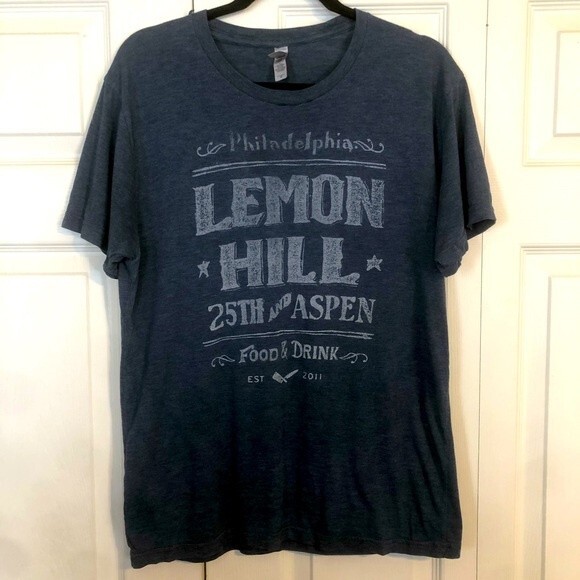 Philadelphia
LEMON
HILL
25TH AND ASPEN
FOOD & DRINK
EST 2011